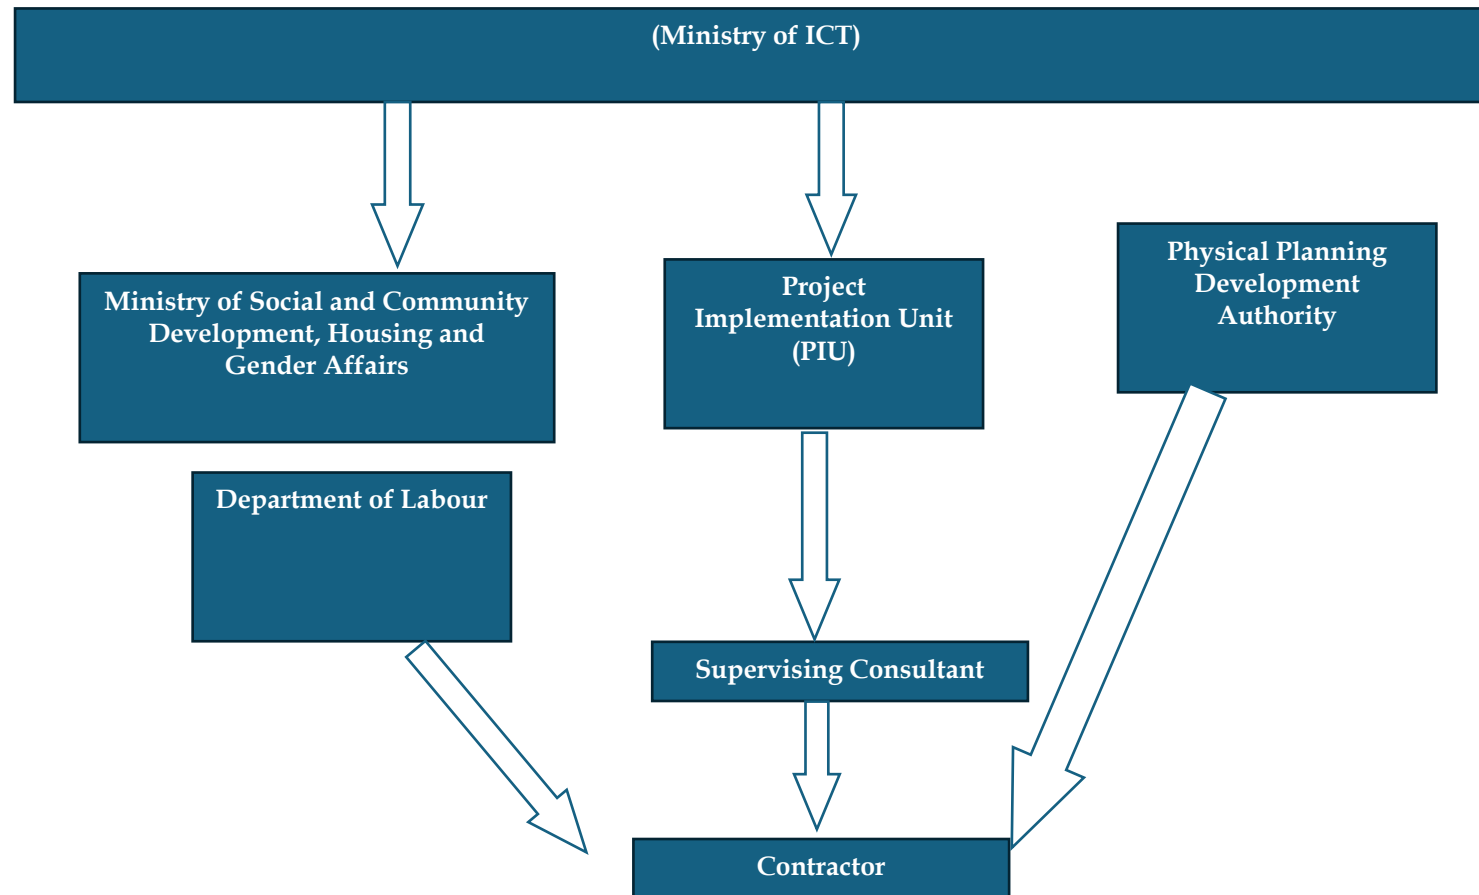 (Ministry of ICT)
Ministry of Social and Community
Development, Housing and
Gender Affairs
Project
Implementation Unit
(PIU)
Physical Planning
Development
Authority
Department of Labour
Supervising Consultant
Contractor